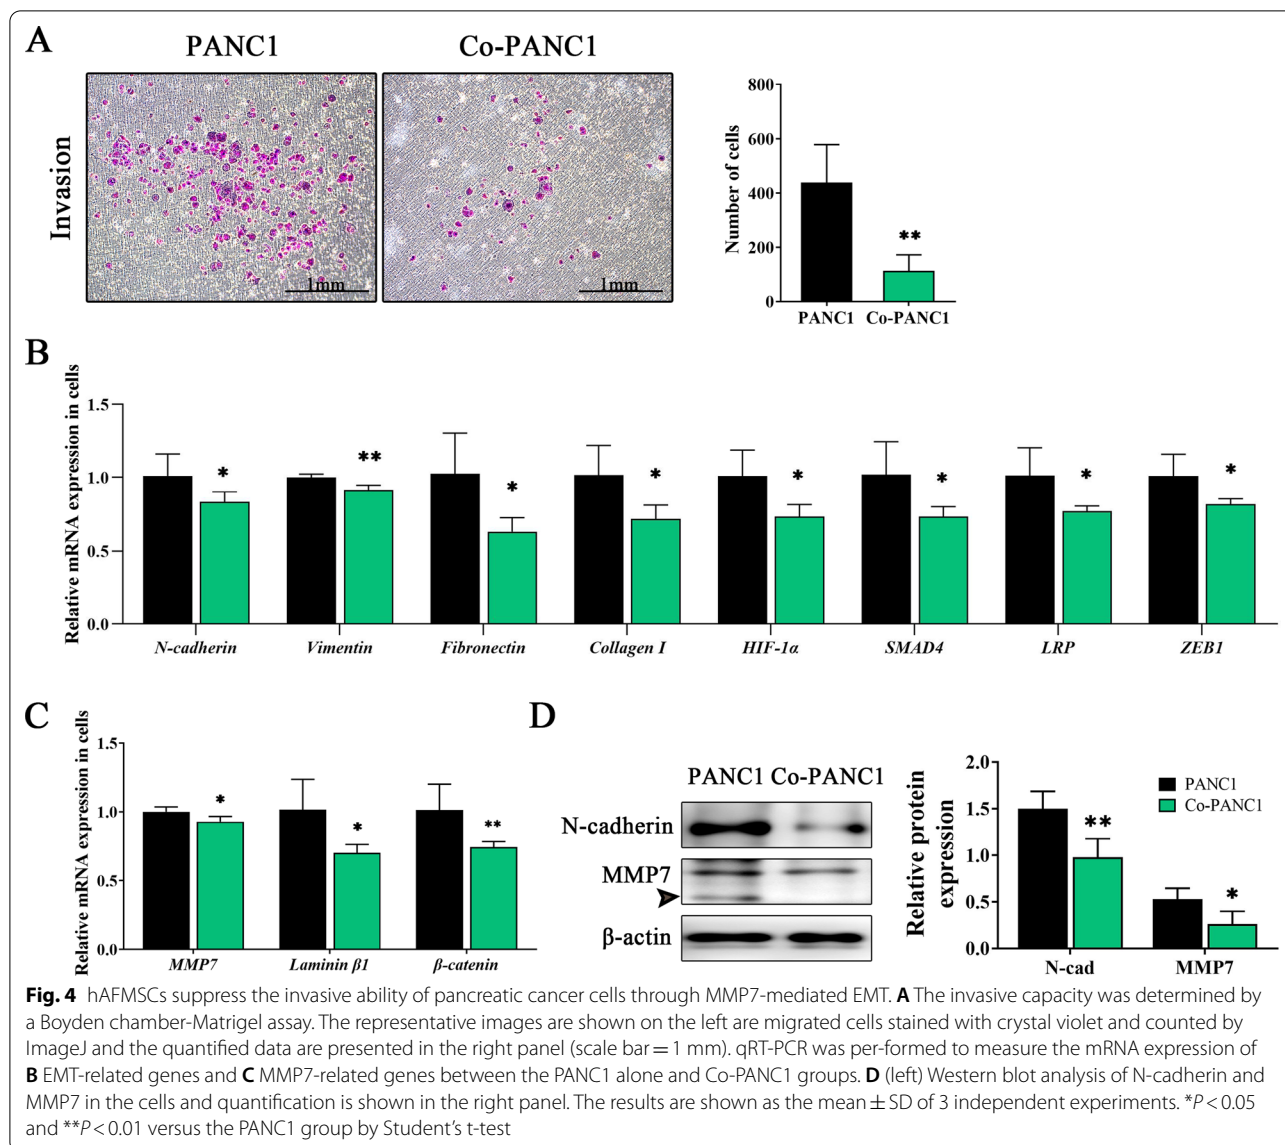 A
PANC1
Co-PANC1
Invasion
1mm
1mm
Number of cells
800
600
400
200
0
**
PANC1
Co-PANC1
B
Relative mRNA expression in cells
1.5
1.0
0.5
0.0
*
**
*
*
*
*
*
*
N-cadherin
Vimentin
Fibronectin
Collagen I
HIF-1α
SMAD4
LRP
ZEB1
C
Relative mRNA expression in cells
1.5
1.0
0.5
0.0
*
*
**
MMP7
Laminin β1
β-catenin
D
PANC1 Co-PANC1
N-cadherin
MMP7
β-actin
Relative protein
expression
2.0
1.5
1.0
0.5
0.0
**
*
PANC1
Co-PANC1
N-cad
MMP7
Fig. 4 hAFMSCs suppress the invasive ability of pancreatic cancer cells through MMP7-mediated EMT. A The invasive capacity was determined by
a Boyden chamber-Matrigel assay. The representative images are shown on the left are migrated cells stained with crystal violet and counted by
ImageJ and the quantified data are presented in the right panel (scale bar = 1 mm). qRT-PCR was per-formed to measure the mRNA expression of
B EMT-related genes and C MMP7-related genes between the PANC1 alone and Co-PANC1 groups. D (left) Western blot analysis of N-cadherin and
MMP7 in the cells and quantification is shown in the right panel. The results are shown as the mean ± SD of 3 independent experiments. *P < 0.05
and **P < 0.01 versus the PANC1 group by Student's t-test